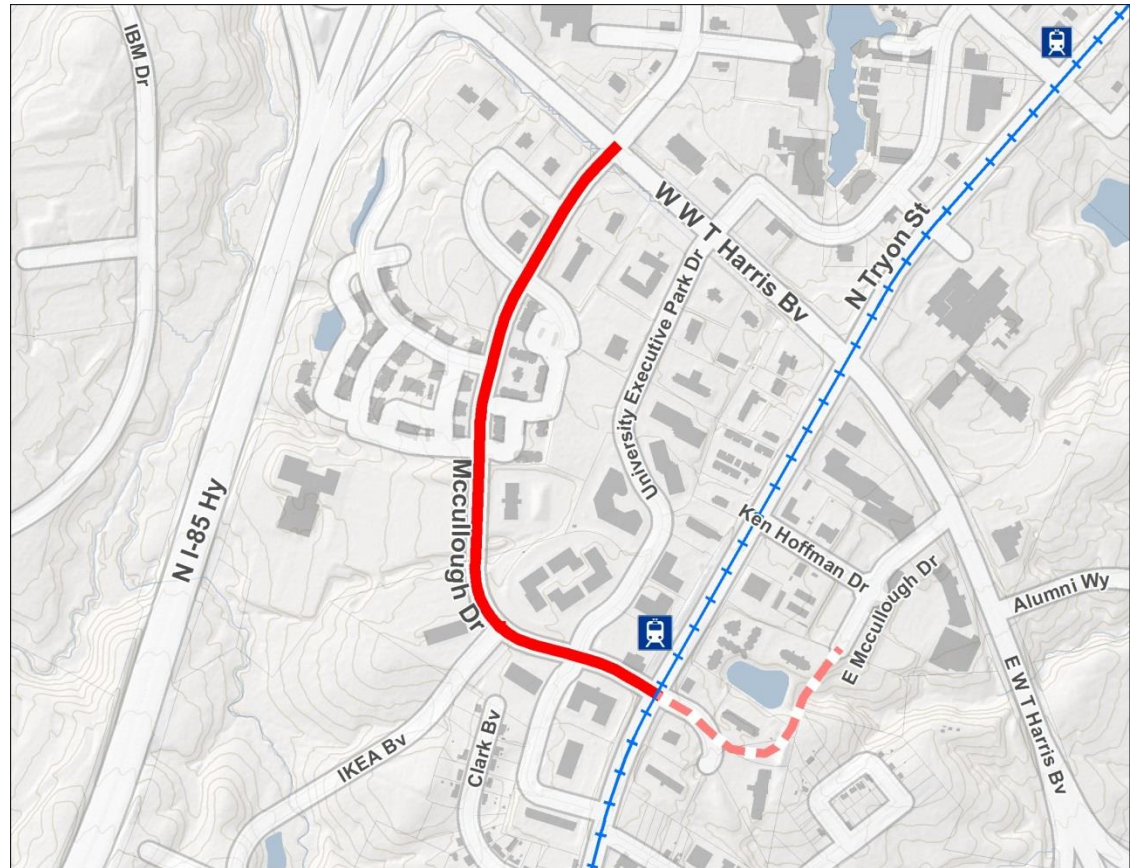 IBM Dr
W W T Harris Bv
N Tryon St
University Executive Park Dr
N I-85 Hy
Mccullough Dr
Ken Hoffman Dr
E Mccullough Dr
Alumni Wy
E W T Harris Bv
IKEA Bv
Clark Bv